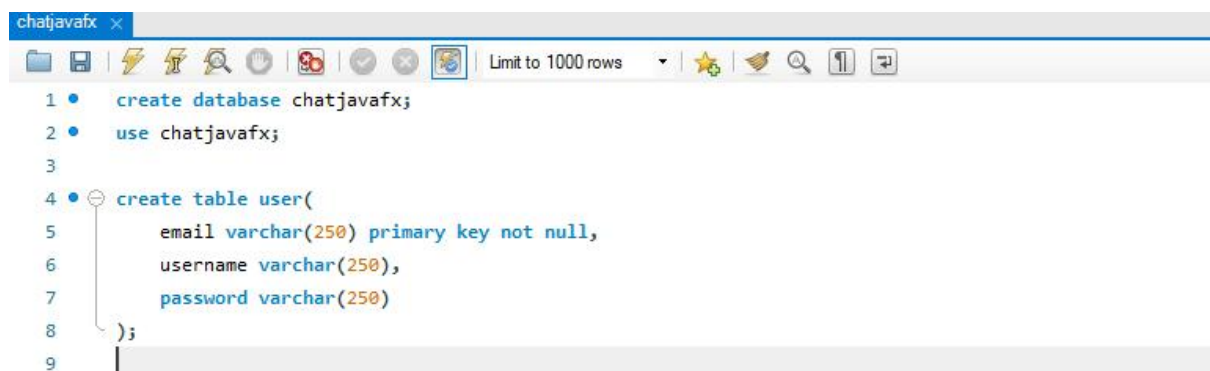 chatjavafx
Limit to 1000 rows
1 create database chatjavafx;
2 use chatjavafx;
3
4 create table user(
5 email varchar(250) primary key not null,
6 username varchar(250),
7 password varchar(250)
8 );
9